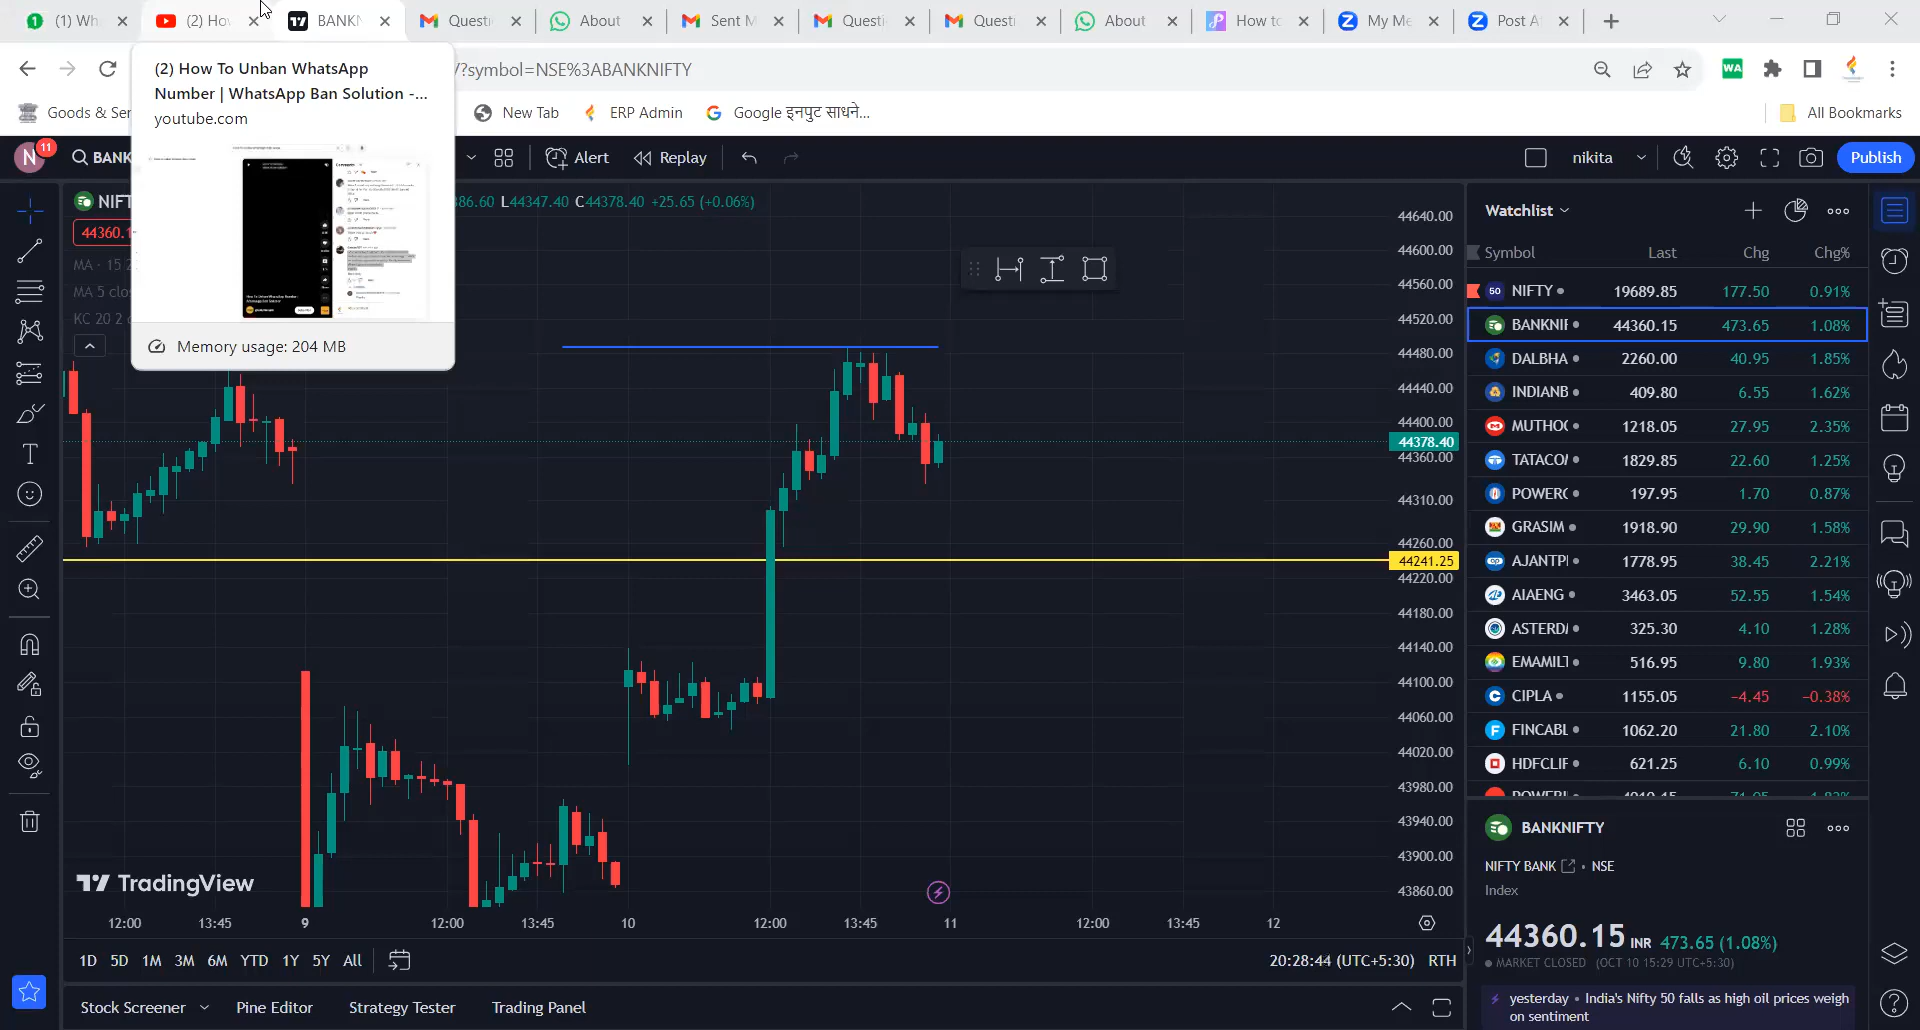 (1) Wh
(2) Ho
BANKN
Questi
About
Sent M
Questi
Questi
About
How to
My Me
Post A
(2) How To Unban WhatsApp
Number | WhatsApp Ban Solution -...
youtube.com
Memory usage: 204 MB
/?symbol=NSE%3ABANKNIFTY
WA
Goods & Ser
New Tab
ERP Admin
Google इनपुट साधने...
All Bookmarks
N
11
BANK
Alert
Replay
nikita
Publish
NIFT
386.60 L44347.40 C44378.40 +25.65 (+0.06%)
44360.1
MA · 15 2
MA 5 clos
KC 20 2
44640.00
44600.00
44560.00
44520.00
44480.00
44440.00
44400.00
44378.40
44360.00
44310.00
44260.00
44241.25
44220.00
44180.00
44140.00
44100.00
44060.00
44020.00
43980.00
43940.00
43900.00
43860.00
TradingView
12:00 13:45 9 12:00 13:45 10 12:00 13:45 11 12:00 13:45 12
1D 5D 1M 3M 6M YTD 1Y 5Y All
20:28:44 (UTC+5:30) RTH
Stock Screener Pine Editor Strategy Tester Trading Panel
Watchlist
Symbol Last Chg Chg%
50 NIFTY 19689.85 177.50 0.91%
BANKNIF 44360.15 473.65 1.08%
DALBHA 2260.00 40.95 1.85%
INDIANB 409.80 6.55 1.62%
MUTHOO 1218.05 27.95 2.35%
TATACO 1829.85 22.60 1.25%
POWERG 197.95 1.70 0.87%
GRASIM 1918.90 29.90 1.58%
AJANTP 1778.95 38.45 2.21%
AIAENG 3463.05 52.55 1.54%
ASTERD 325.30 4.10 1.28%
EMAMILT 516.95 9.80 1.93%
CIPLA 1155.05 −4.45 −0.38%
FINCABL 1062.20 21.80 2.10%
HDFCLIF 621.25 6.10 0.99%
BANKNIFTY
NIFTY BANK • NSE
Index
44360.15 INR 473.65 (1.08%)
MARKET CLOSED (OCT 10 15:29 UTC+5:30)
yesterday • India's Nifty 50 falls as high oil prices weigh
on sentiment